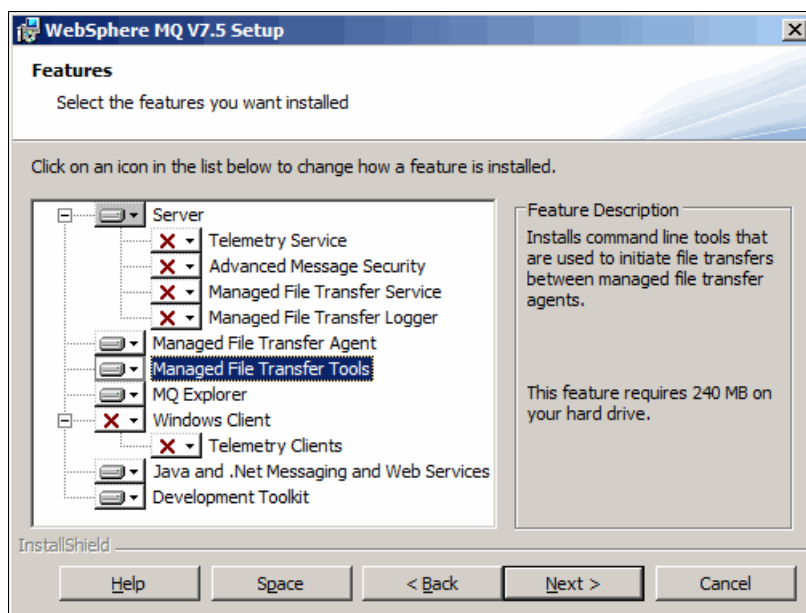 WebSphere MQ V7.5 Setup
Features
Select the features you want installed
Click on an icon in the list below to change how a feature is installed.
Server
Telemetry Service
Advanced Message Security
Managed File Transfer Service
Managed File Transfer Logger
Managed File Transfer Agent
Managed File Transfer Tools
MQ Explorer
Windows Client
Telemetry Clients
Java and .Net Messaging and Web Services
Development Toolkit
Feature Description
Installs command line tools that
are used to initiate file transfers
between managed file transfer
agents.
This feature requires 240 MB on
your hard drive.
InstallShield
Help
Space
< Back
Next >
Cancel